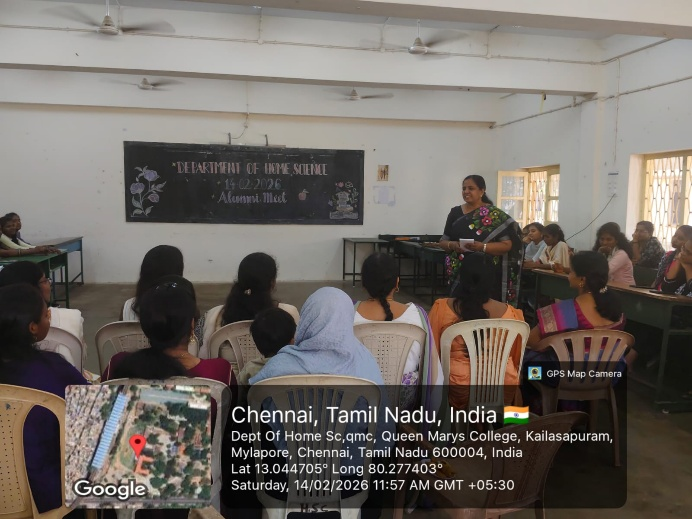 DEPARTMENT OF HOME SCIENCE
14-02-2026
Alumni Meet
GPS Map Camera
Chennai, Tamil Nadu, India
Dept Of Home Sc,qmc, Queen Marys College, Kailasapuram,
Mylapore, Chennai, Tamil Nadu 600004, India
Lat 13.044705° Long 80.277403°
Saturday, 14/02/2026 11:57 AM GMT +05:30
Google
H.S.C